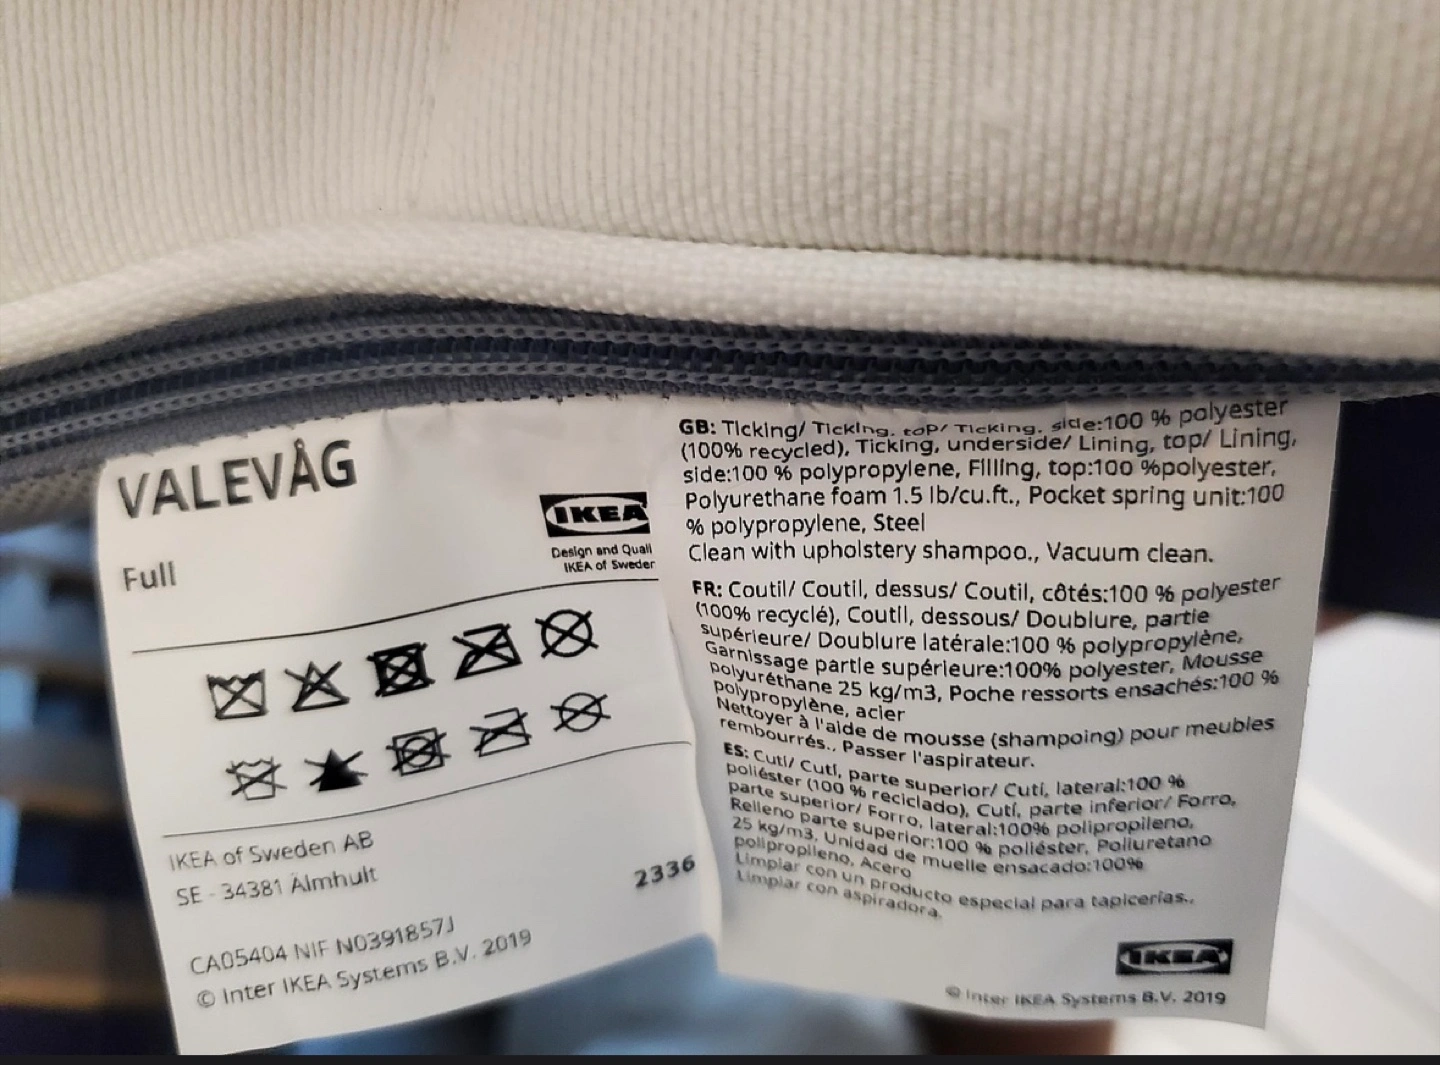 VALEVÅG
IKEA
Design and Quali
IKEA of Sweden
Full
IKEA of Sweden AB
SE - 34381 Älmhult
2336
CA05404 NIF N0391857J
© Inter IKEA Systems B.V. 2019
GB: Ticking/ Ticking, top/ Ticking, side:100 % polyester
(100% recycled), Ticking, underside/ Lining, top/ Lining,
side:100 % polypropylene, Filling, top:100 %polyester,
Polyurethane foam 1.5 lb/cu.ft., Pocket spring unit:100
% polypropylene, Steel
Clean with upholstery shampoo., Vacuum clean.
FR: Coutil/ Coutil, dessus/ Coutil, côtés:100 % polyester
(100% recyclé), Coutil, dessous/ Doublure, partie
supérieure/ Doublure latérale:100 % polypropylène,
Garnissage partie supérieure:100% polyester, Mousse
polyuréthane 25 kg/m3, Poche ressorts ensachés:100 %
polypropylène, acier
Nettoyer à l'aide de mousse (shampoing) pour meubles
rembourrés., Passer l'aspirateur.
ES: Cutí/ Cutí, parte superior/ Cutí, lateral:100 %
poliéster (100 % reciclado), Cutí, parte inferior/ Forro,
parte superior/ Forro, lateral:100% polipropileno,
Relleno parte superior:100 % poliéster, Poliuretano
25 kg/m3, Unidad de muelle ensacado:100%
polipropileno, Acero
Limpiar con un producto especial para tapicerías.,
Limpiar con aspiradora.
IKEA
© Inter IKEA Systems B.V. 2019